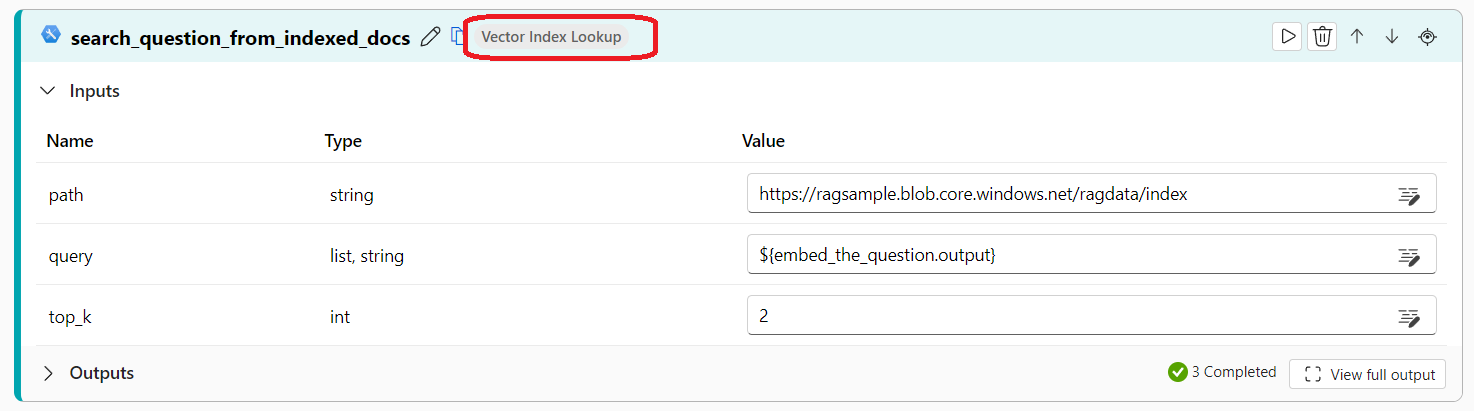 search_question_from_indexed_docs Vector Index Lookup
Inputs
Name Type Value
path string https://ragsample.blob.core.windows.net/ragdata/index
query list, string ${embed_the_question.output}
top_k int 2
Outputs 3 Completed View full output